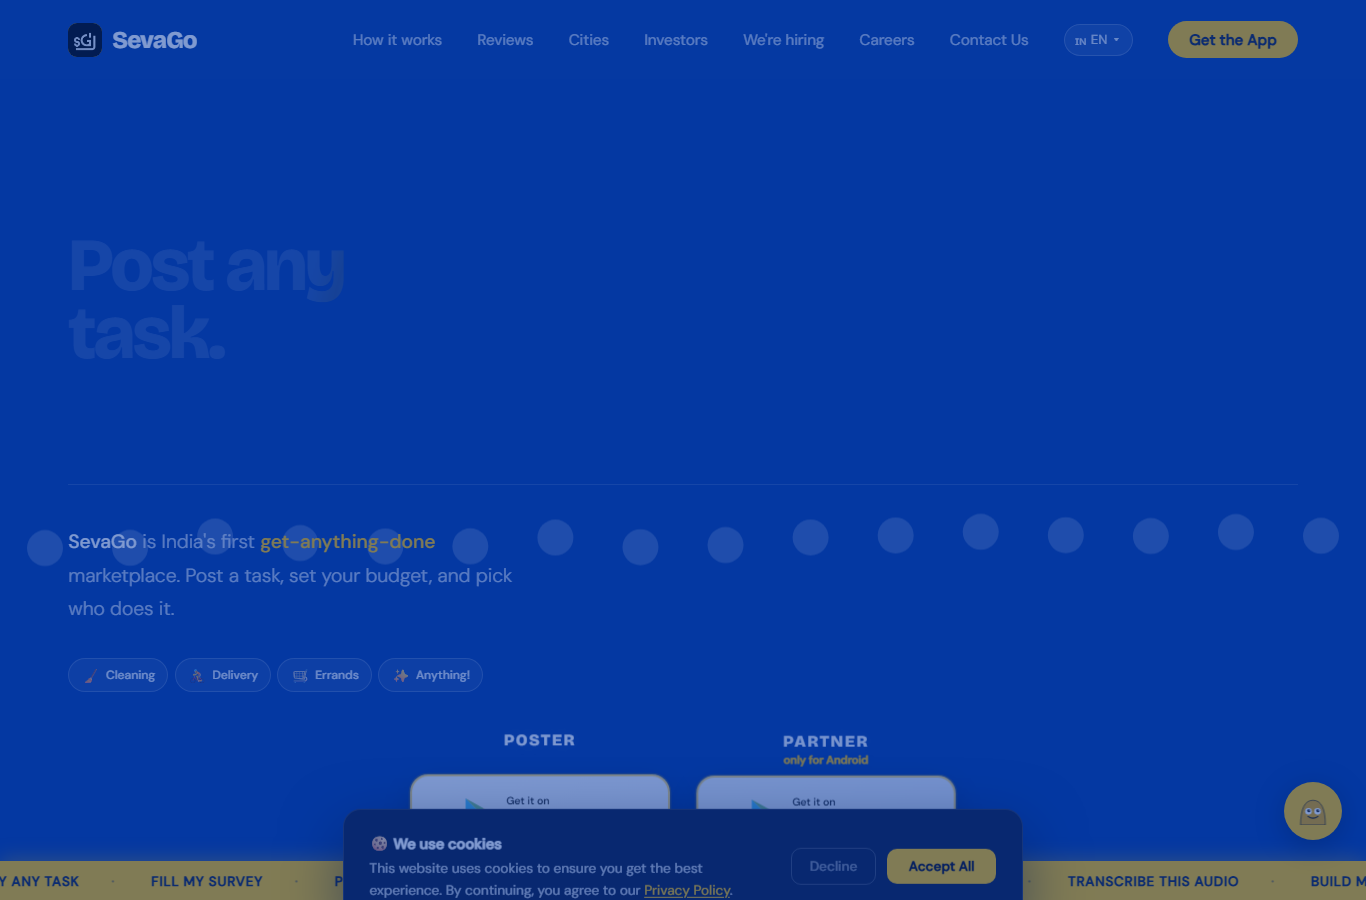 sGJ SevaGo
How it works Reviews Cities Investors We're hiring Careers Contact Us IN EN Get the App
Post any
task.
SevaGo is India's first get-anything-done
marketplace. Post a task, set your budget, and pick
who does it.
Cleaning Delivery Errands Anything!
POSTER
PARTNER
only for Android
Get it on
Get it on
We use cookies
This website uses cookies to ensure you get the best
experience. By continuing, you agree to our Privacy Policy.
Decline Accept All
Y ANY TASK · FILL MY SURVEY · P · TRANSCRIBE THIS AUDIO · BUILD M